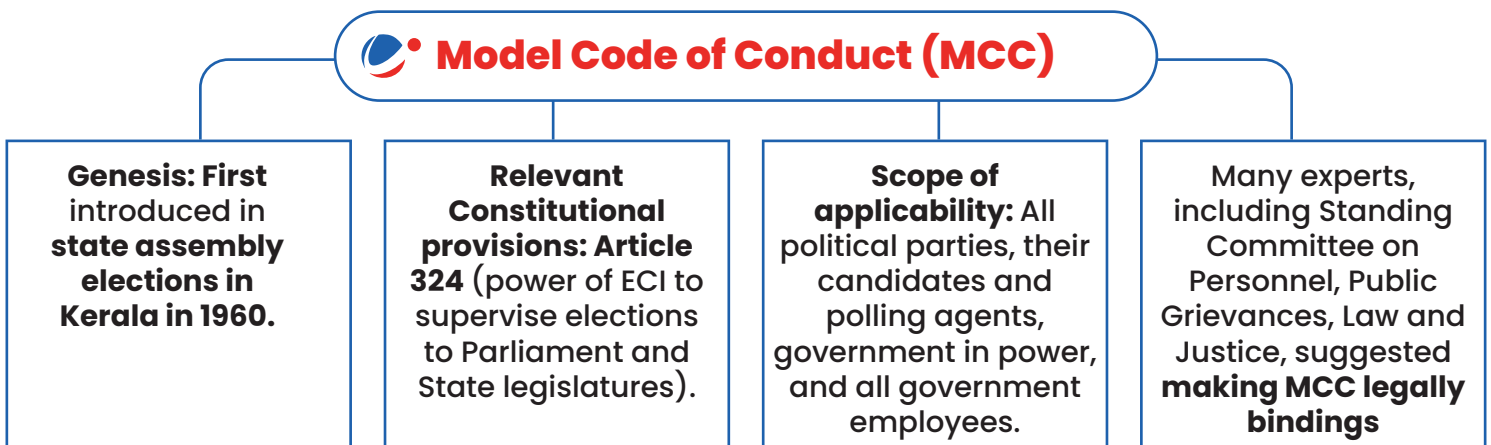 Model Code of Conduct (MCC)
Genesis: First
introduced in
state assembly
elections in
Kerala in 1960.
Relevant
Constitutional
provisions: Article
324 (power of ECI to
supervise elections
to Parliament and
State legislatures).
Scope of
applicability: All
political parties, their
candidates and
polling agents,
government in power,
and all government
employees.
Many experts,
including Standing
Committee on
Personnel, Public
Grievances, Law and
Justice, suggested
making MCC legally
bindings